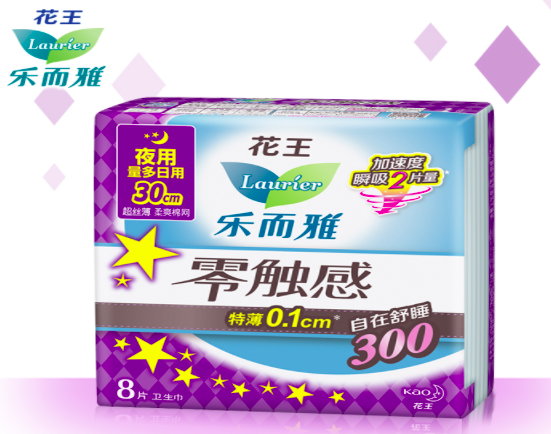 花王
Laurier
乐而雅
夜用
量多日用
30cm
超丝薄 柔爽棉网
花王
Laurier
乐而雅
加速度
瞬吸2片量*
零触感
特薄0.1cm*
自在舒睡
300
8片 卫生巾
Kao
花王